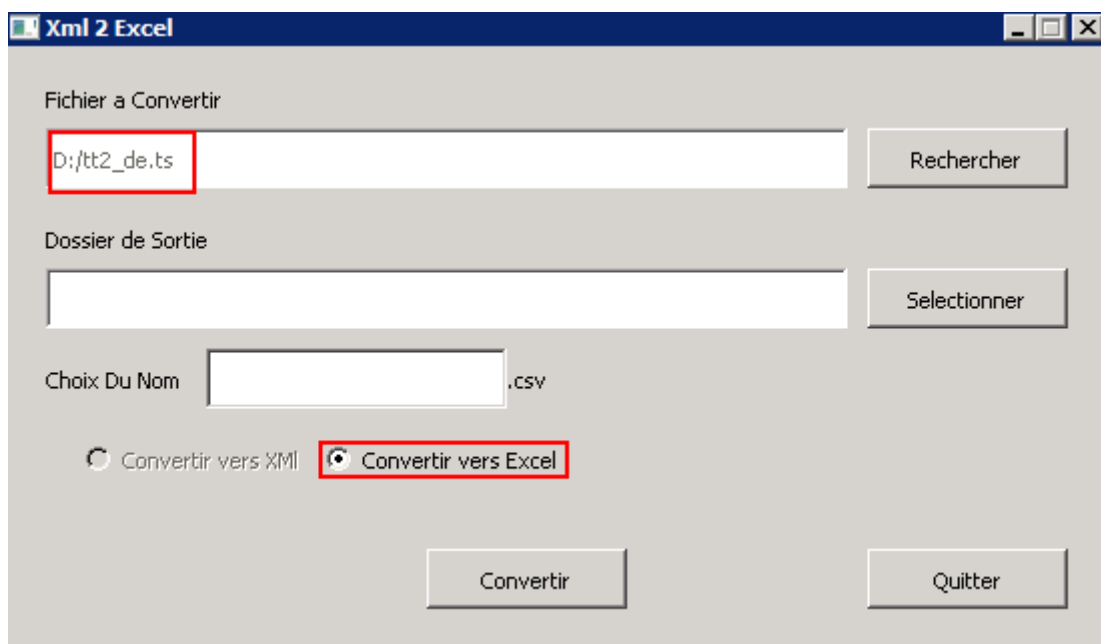 Xml 2 Excel
Fichier a Convertir
D:/tt2_de.ts
Rechercher
Dossier de Sortie
Selectionner
Choix Du Nom .csv
Convertir vers XMl Convertir vers Excel
Convertir Quitter